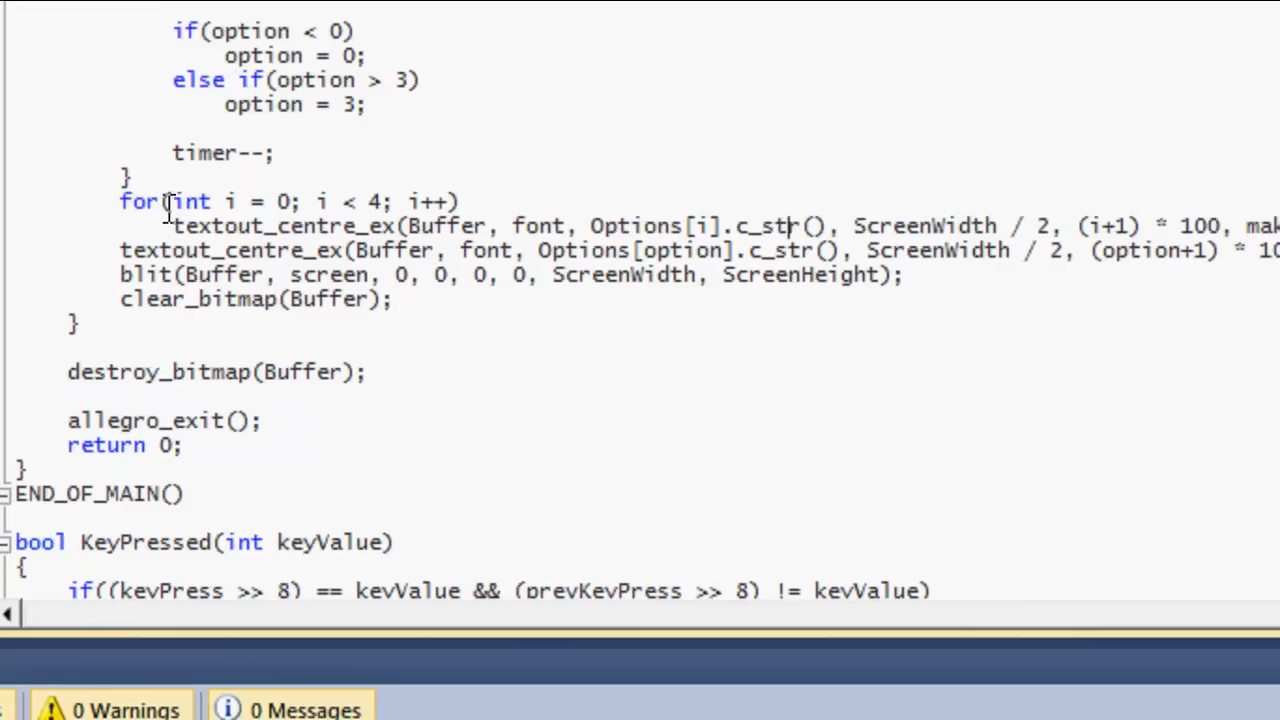 if(option < 0)
option = 0;
else if(option > 3)
option = 3;
timer--;
}
for(int i = 0; i < 4; i++)
textout_centre_ex(Buffer, font, Options[i].c_str(), ScreenWidth / 2, (i+1) * 100, mak
textout_centre_ex(Buffer, font, Options[option].c_str(), ScreenWidth / 2, (option+1) * 10
blit(Buffer, screen, 0, 0, 0, 0, ScreenWidth, ScreenHeight);
clear_bitmap(Buffer);
}
destroy_bitmap(Buffer);
allegro_exit();
return 0;
}
END_OF_MAIN()
bool KeyPressed(int keyValue)
{
if((keyPress >> 8) == keyValue && (prevKeyPress >> 8) != keyValue)
0 Warnings
0 Messages